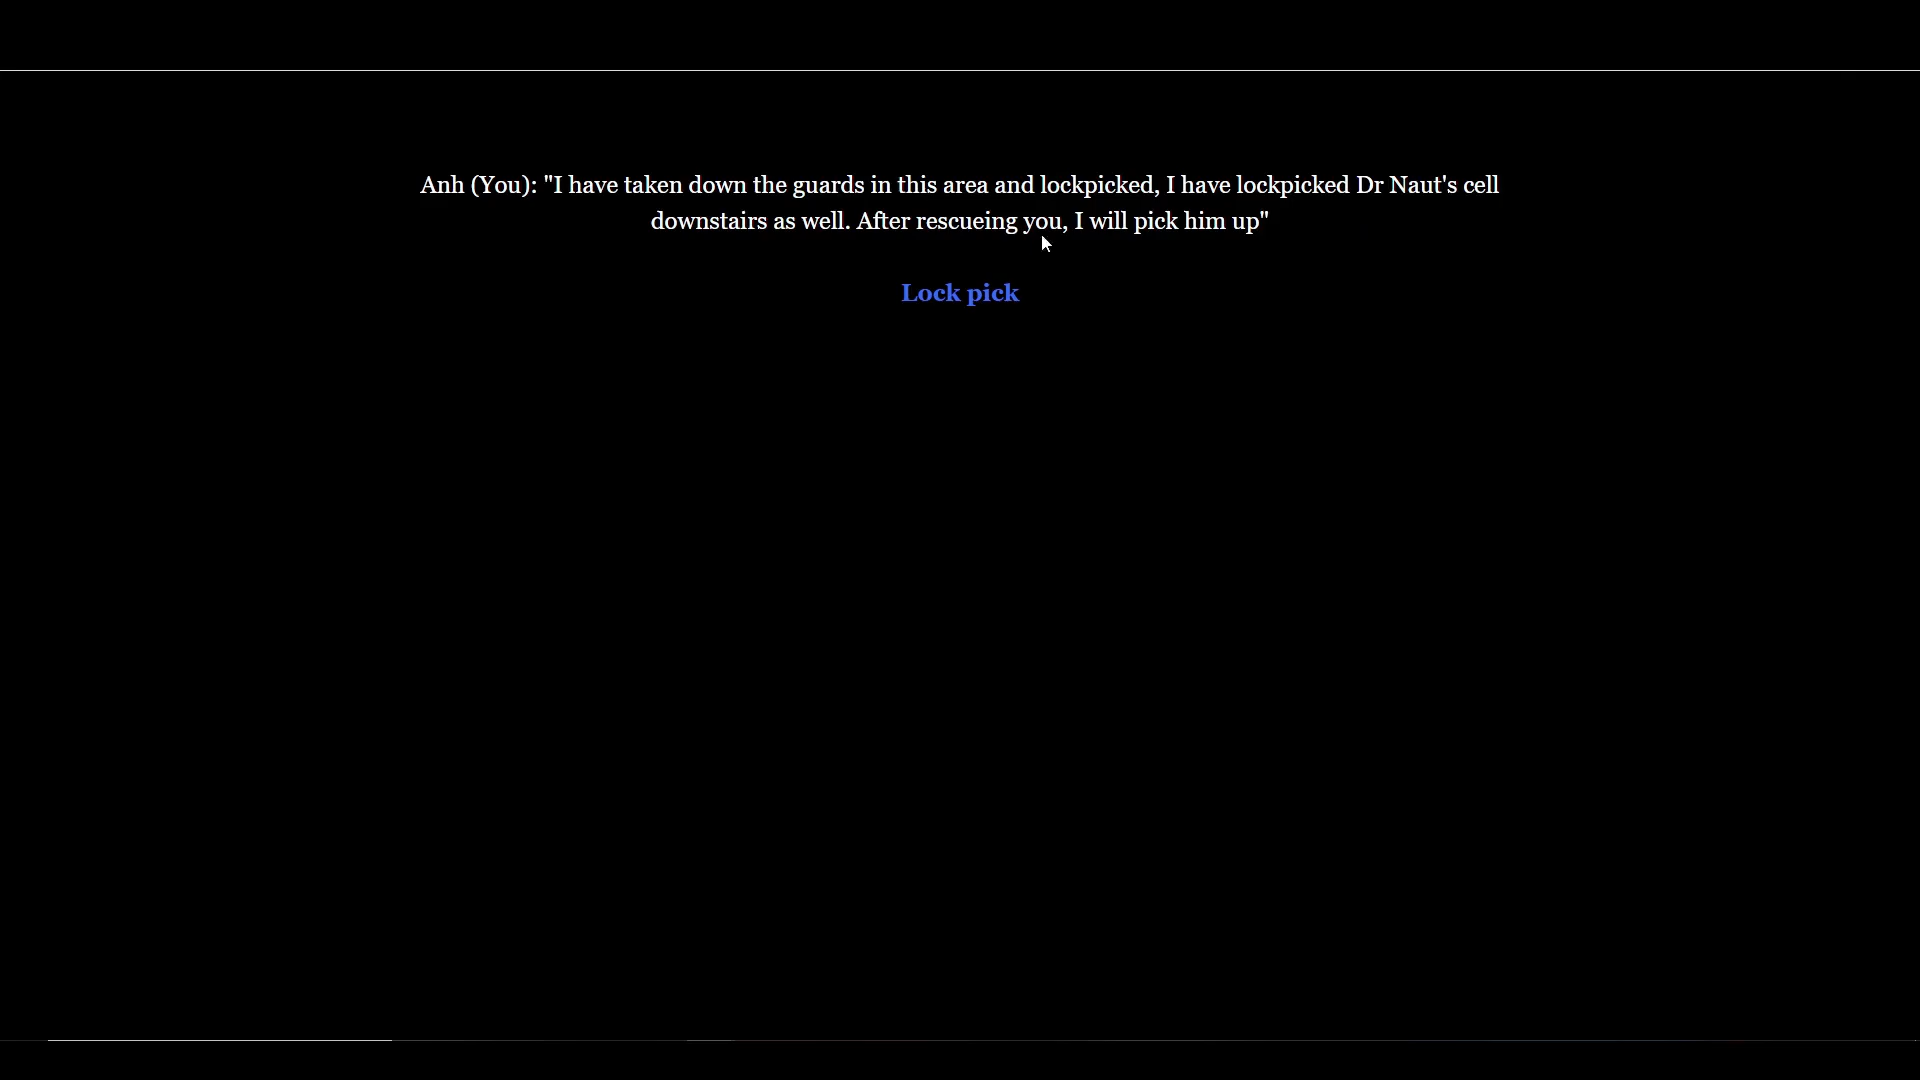 Anh (You): "I have taken down the guards in this area and lockpicked, I have lockpicked Dr Naut's cell
downstairs as well. After rescueing you, I will pick him up"
Lock pick